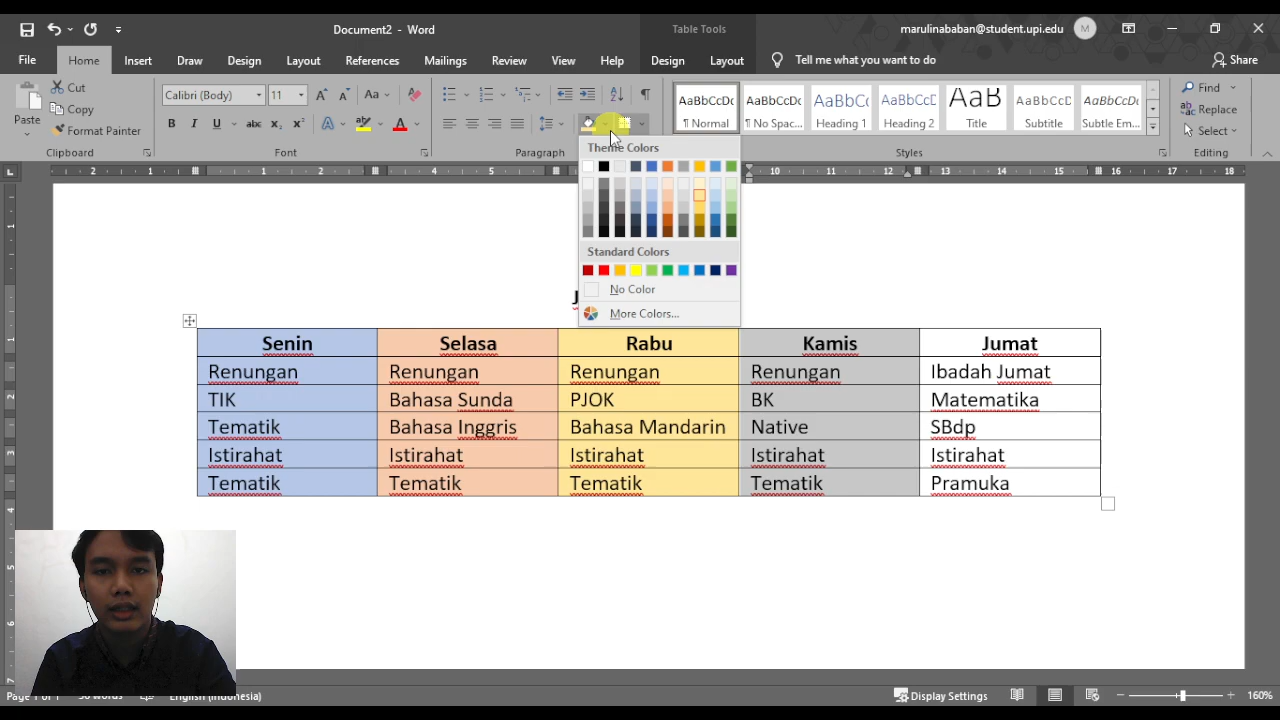 Document2 - Word
Table Tools
marulinababan@student.upi.edu
M
File Home Insert Draw Design Layout References Mailings Review View Help Design Layout Tell me what you want to do Share
Paste
Cut
Copy
Format Painter
Clipboard
Calibri (Body) 11
Font
Paragraph
AaBbCcDc AaBbCcDc AaBbCcD AaBbCcD AaB AaBbCcD AaBbCcDc
¶ Normal ¶ No Spac... Heading 1 Heading 2 Title Subtitle Subtle Em...
Styles
Find
Replace
Select
Editing
Theme Colors
Standard Colors
No Color
More Colors...
Senin Selasa Rabu Kamis Jumat
Renungan Renungan Renungan Renungan Ibadah Jumat
TIK Bahasa Sunda PJOK BK Matematika
Tematik Bahasa Inggris Bahasa Mandarin Native SBdp
Istirahat Istirahat Istirahat Istirahat Istirahat
Tematik Tematik Tematik Tematik Pramuka
Page 1 of 1 English (Indonesia) Display Settings 160%